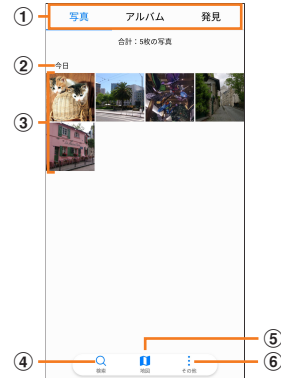 ①
写真 アルバム 発見
合計：5枚の写真
②
今日
③
④
検索 地図 その他
⑤
⑥